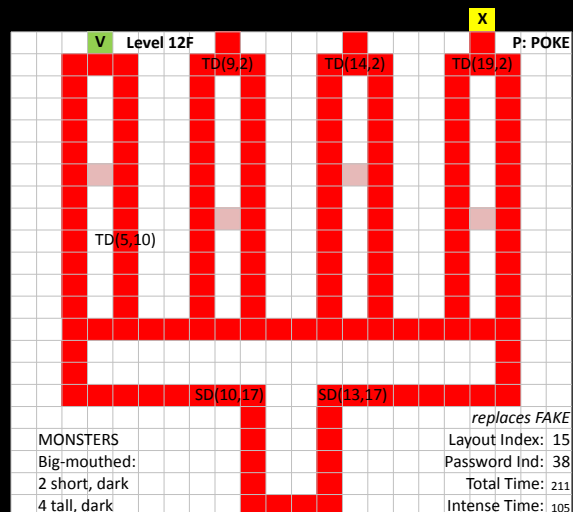 X
V Level 12F P: POKE
TD(9,2) TD(14,2) TD(19,2)
TD(5,10)
SD(10,17) SD(13,17)
replaces FAKE
MONSTERS Layout Index: 15
Big-mouthed: Password Ind: 38
2 short, dark Total Time: 211
4 tall, dark Intense Time: 105